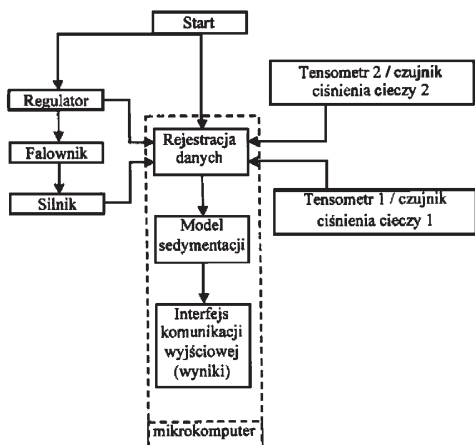 Start
Regulator
Falownik
Silnik
Rejestracja
danych
Tensometr 2 / czujnik
ciśnienia cieczy 2
Tensometr 1 / czujnik
ciśnienia cieczy 1
Model
sedymentacji
Interfejs
komunikacji
wyjściowej
(wyniki)
mikrokomputer